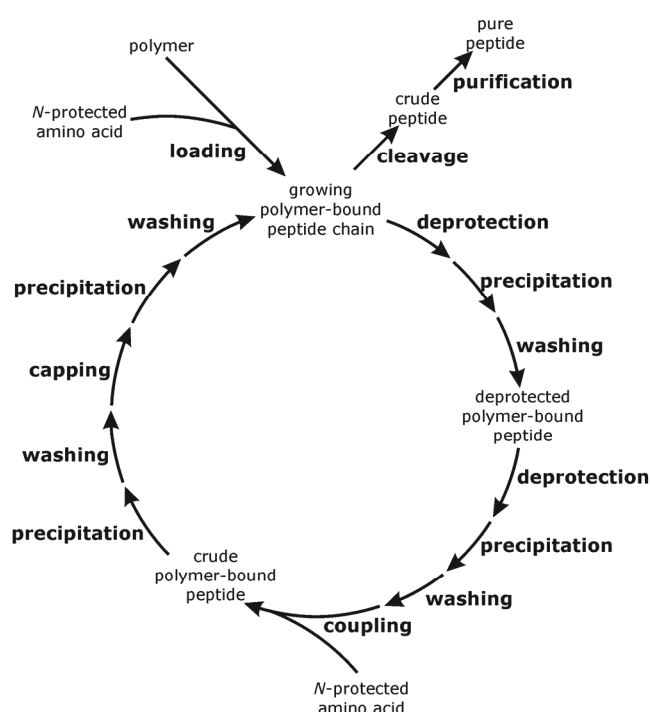 pure
peptide
polymer
purification
N-protected
amino acid
crude
peptide
loading
cleavage
growing
polymer-bound
peptide chain
washing
deprotection
precipitation
precipitation
washing
capping
deprotected
polymer-bound
peptide
washing
deprotection
precipitation
precipitation
crude
polymer-bound
peptide
washing
coupling
N-protected
amino acid